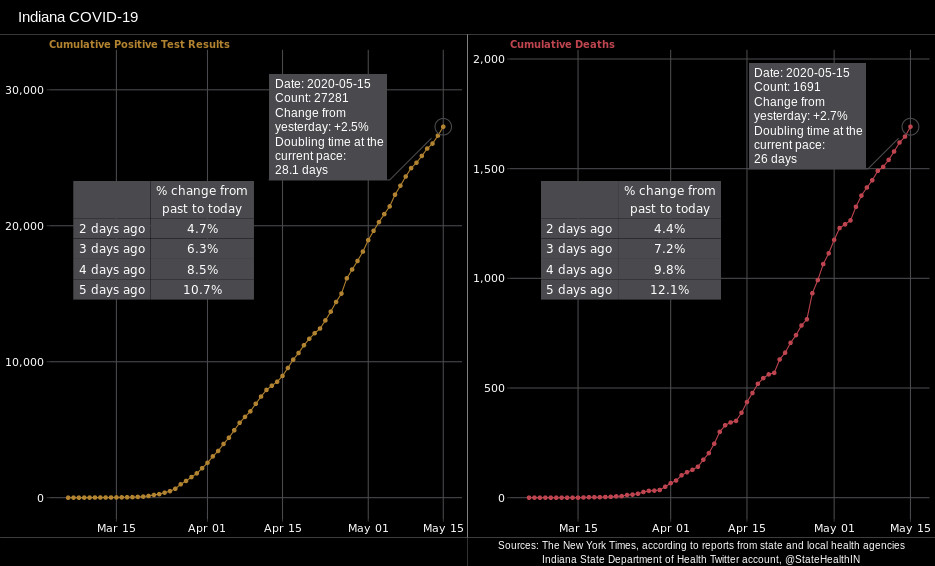 Indiana COVID-19
Cumulative Positive Test Results
30,000
20,000
10,000
0
Date: 2020-05-15
Count: 27281
Change from
yesterday: +2.5%
Doubling time at the
current pace:
28.1 days
% change from
past to today
2 days ago 4.7%
3 days ago 6.3%
4 days ago 8.5%
5 days ago 10.7%
Mar 15 Apr 01 Apr 15 May 01 May 15
Cumulative Deaths
2,000
1,500
1,000
500
0
Date: 2020-05-15
Count: 1691
Change from
yesterday: +2.7%
Doubling time at the
current pace:
26 days
% change from
past to today
2 days ago 4.4%
3 days ago 7.2%
4 days ago 9.8%
5 days ago 12.1%
Mar 15 Apr 01 Apr 15 May 01 May 15
Sources: The New York Times, according to reports from state and local health agencies
Indiana State Department of Health Twitter account, @StateHealthIN